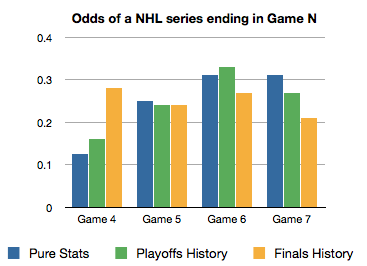 Odds of a NHL series ending in Game N
0.4
0.3
0.2
0.1
0
Game 4 Game 5 Game 6 Game 7
Pure Stats Playoffs History Finals History